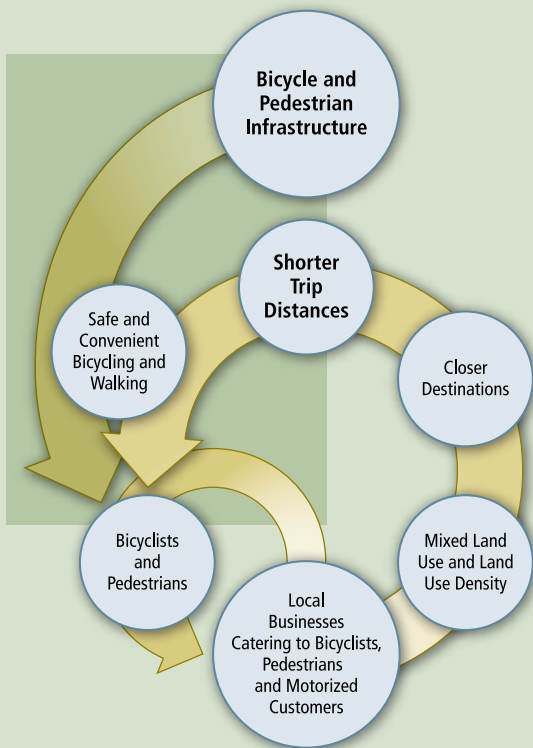 Bicycle and
Pedestrian
Infrastructure
Shorter
Trip
Distances
Safe and
Convenient
Bicycling and
Walking
Closer
Destinations
Bicyclists
and
Pedestrians
Mixed Land
Use and Land
Use Density
Local
Businesses
Catering to Bicyclists,
Pedestrians
and Motorized
Customers